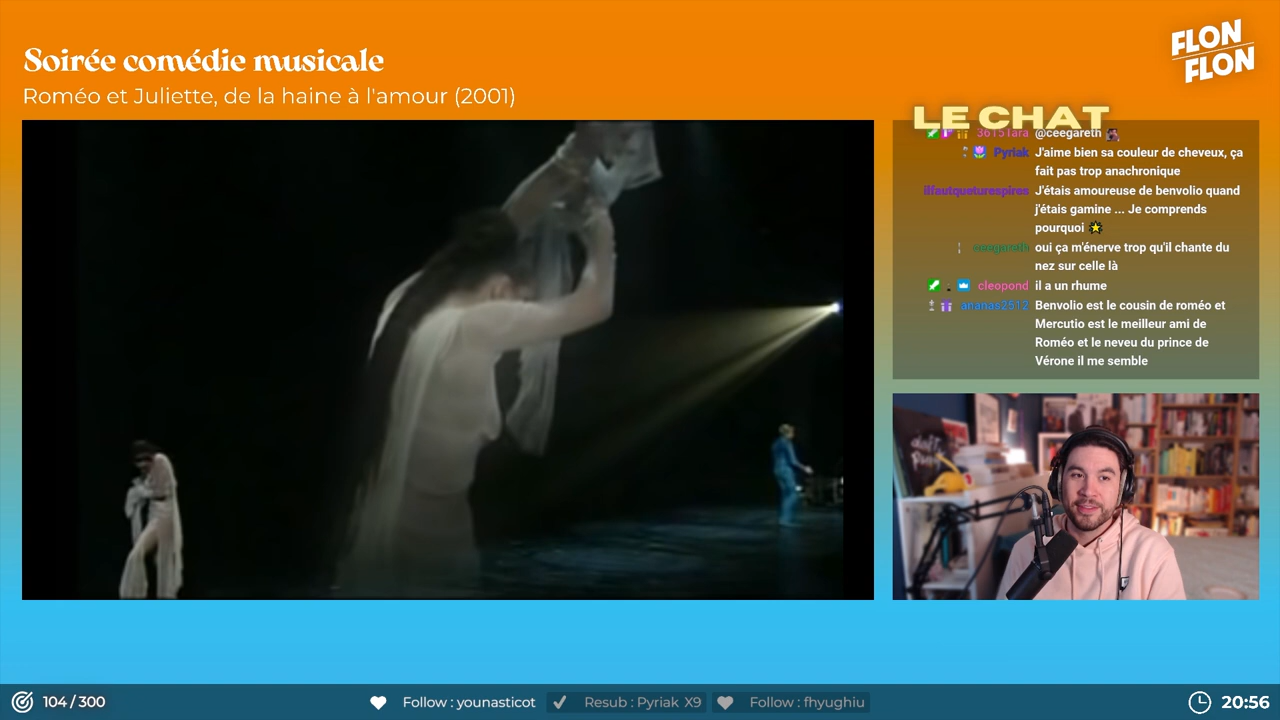 Soirée comédie musicale
Roméo et Juliette, de la haine à l'amour (2001)
FLON
FLON
LE CHAT
36151ara @ceegareth
Pyriak J'aime bien sa couleur de cheveux, ça
fait pas trop anachronique
ilfautqueturespires J'étais amoureuse de benvolio quand
j'étais gamine ... Je comprends
pourquoi
ceegareth oui ça m'énerve trop qu'il chante du
nez sur celle là
cleopond il a un rhume
arianas2512 Benvolio est le cousin de roméo et
Mercutio est le meilleur ami de
Roméo et le neveu du prince de
Vérone il me semble
104 / 300
Follow : younasticot
Resub : Pyriak X9
Follow : fhyughiu
20:56